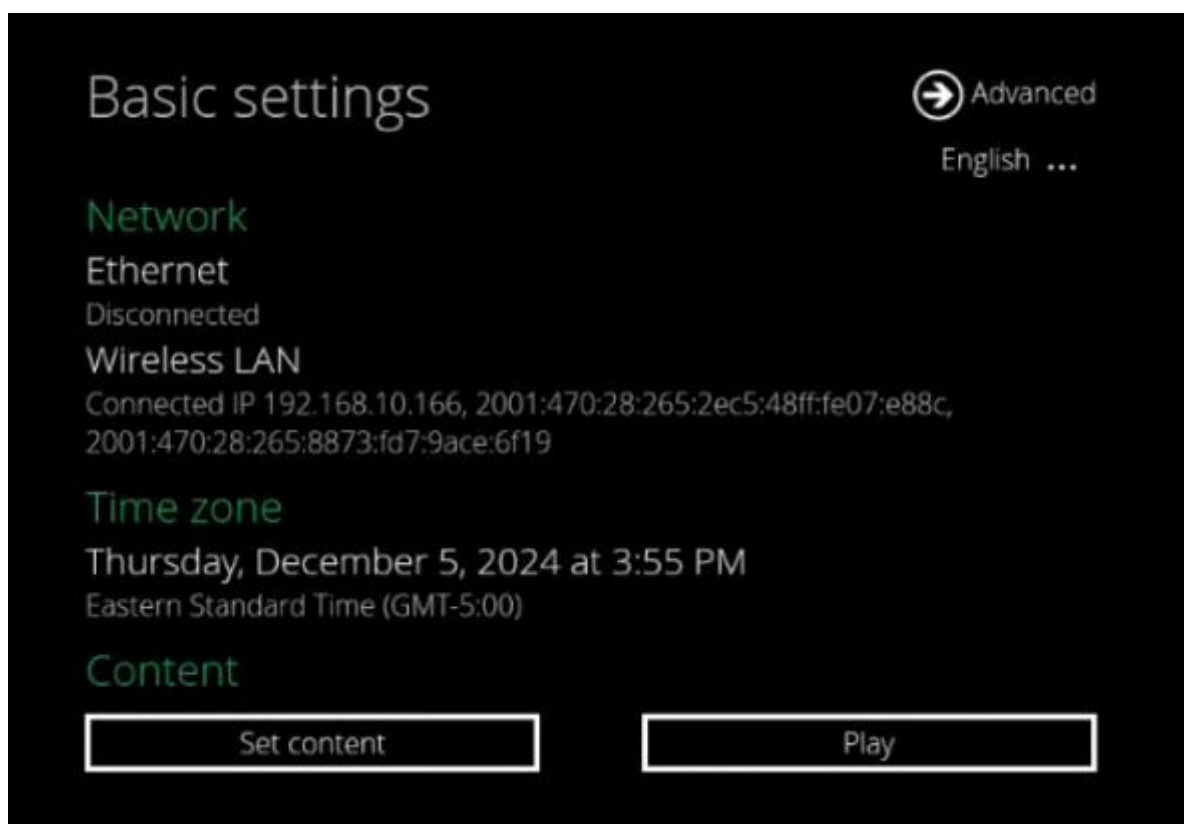 Basic settings
Advanced
English ...
Network
Ethernet
Disconnected
Wireless LAN
Connected IP 192.168.10.166, 2001:470:28:265:2ec5:48ff:fe07:e88c,
2001:470:28:265:8873:fd7:9ace:6f19
Time zone
Thursday, December 5, 2024 at 3:55 PM
Eastern Standard Time (GMT-5:00)
Content
Set content
Play